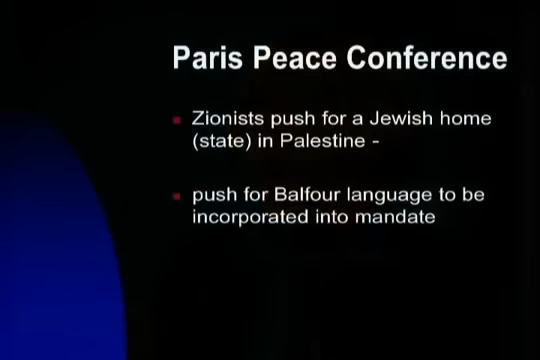 Paris Peace Conference
Zionists push for a Jewish home
(state) in Palestine -
push for Balfour language to be
incorporated into mandate